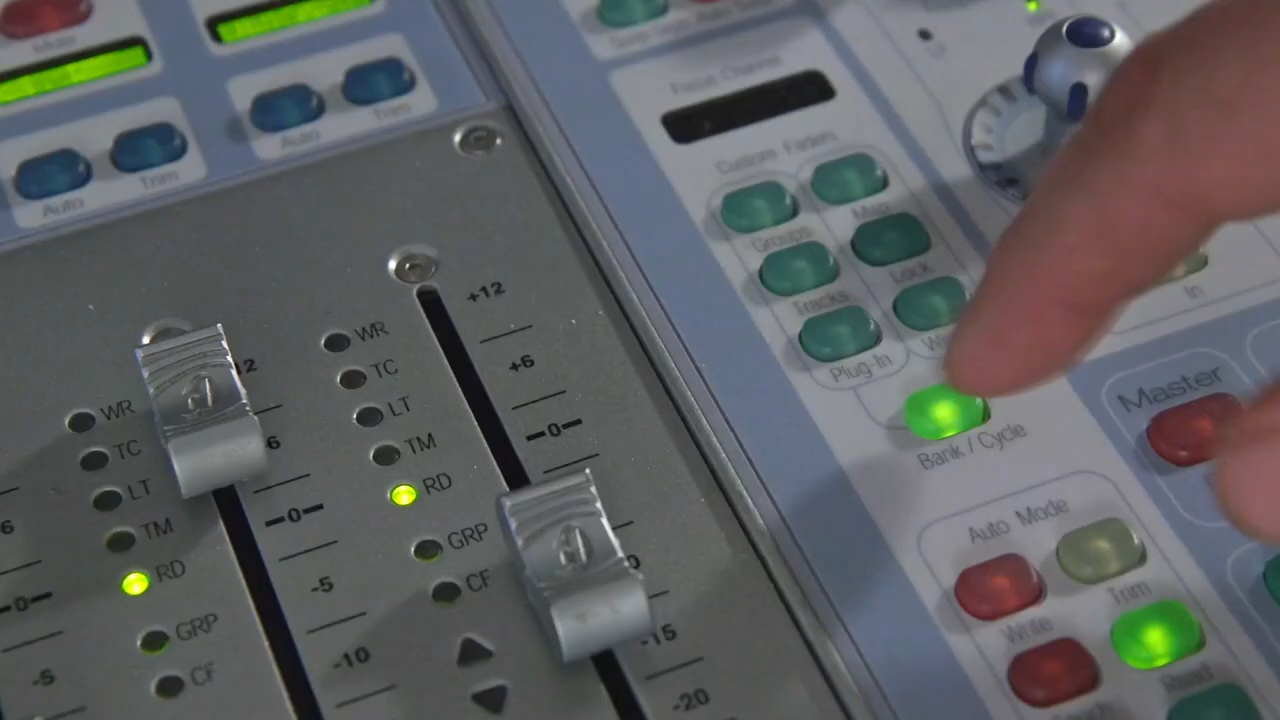 Mute
Auto
Trim
Auto
Trim
Focus Channel
Custom Faders
Groups
Map
Tracks
Lock
Plug-In
In
Bank / Cycle
Master
Auto Mode
Write
Trim
Read
WR
TC
LT
TM
RD
GRP
CF
12
6
0
-5
-10
WR
TC
LT
TM
RD
GRP
CF
+12
+6
0
-15
-20
6
0
-5